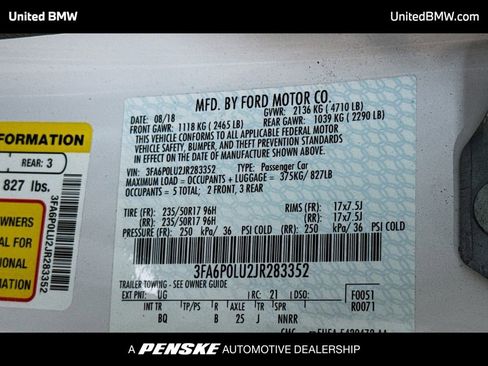 United BMW
UnitedBMW.com
MFD. BY FORD MOTOR CO.
DATE: 08/18 GVWR: 2136 KG ( 4710 LB)
FRONT GAWR: 1118 KG ( 2465 LB) REAR GAWR: 1039 KG ( 2290 LB)
THIS VEHICLE CONFORMS TO ALL APPLICABLE FEDERAL MOTOR
VEHICLE SAFETY, BUMPER, AND THEFT PREVENTION STANDARDS
IN EFFECT ON THE DATE OF MANUFACTURE SHOWN ABOVE.
VIN: 3FA6P0LU2JR283352 TYPE: Passenger Car
MAXIMUM LOAD = OCCUPANTS + LUGGAGE = 375KG/ 827LB
OCCUPANTS = 5 TOTAL: 2 FRONT, 3 REAR
TIRE (FR): 235/50R17 96H RIMS (FR): 17x7.5J
(RR): 235/50R17 96H (RR): 17x7.5J
PRESSURE (FR): 250 kPa/ 36 PSI COLD (RR): 250 kPa/ 36 PSI COLD
3FA6P0LU2JR283352
TRAILER TOWING - SEE OWNER GUIDE
EXT PNT: UG RC: 21 DSO: F0051
R0071
INT TR TP/PS R AXLE TR SPR
BQ B 25 J NNRR
FORMATION
REAR: 3
827 lbs.
OWNERS
AL FOR
TIONAL
FORMATION
3FA6P0LU2JR283352
A PENSKE AUTOMOTIVE DEALERSHIP